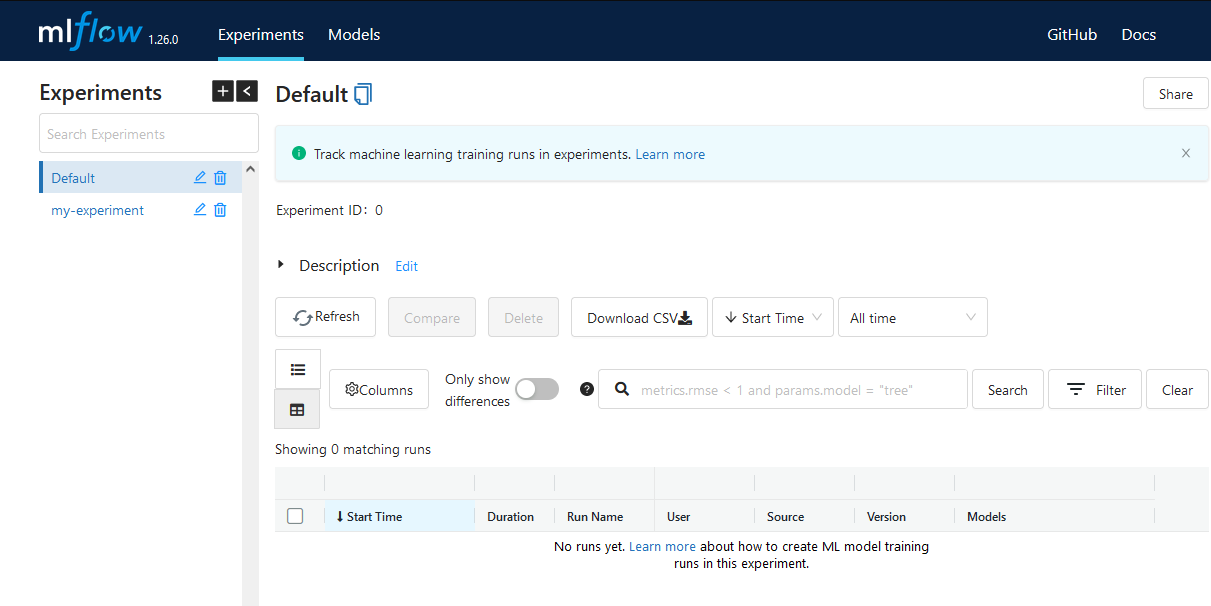 mlflow 1.26.0 Experiments Models GitHub Docs
Experiments
Search Experiments
Default
my-experiment
Default
Share
Track machine learning training runs in experiments. Learn more
Experiment ID: 0
Description Edit
Refresh Compare Delete Download CSV Start Time All time
Columns
Only show
differences
metrics.rmse < 1 and params.model = "tree" Search Filter Clear
Showing 0 matching runs
Start Time Duration Run Name User Source Version Models
No runs yet. Learn more about how to create ML model training
runs in this experiment.